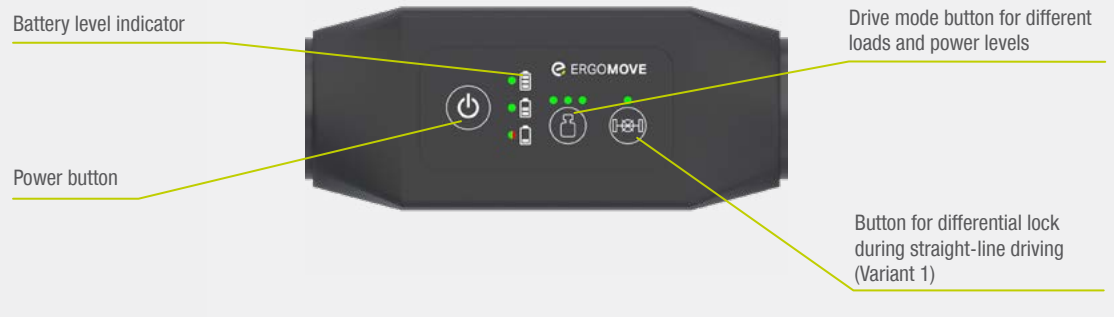 Battery level indicator
Drive mode button for different
loads and power levels
ERGOMOVE
Power button
Button for differential lock
during straight-line driving
(Variant 1)